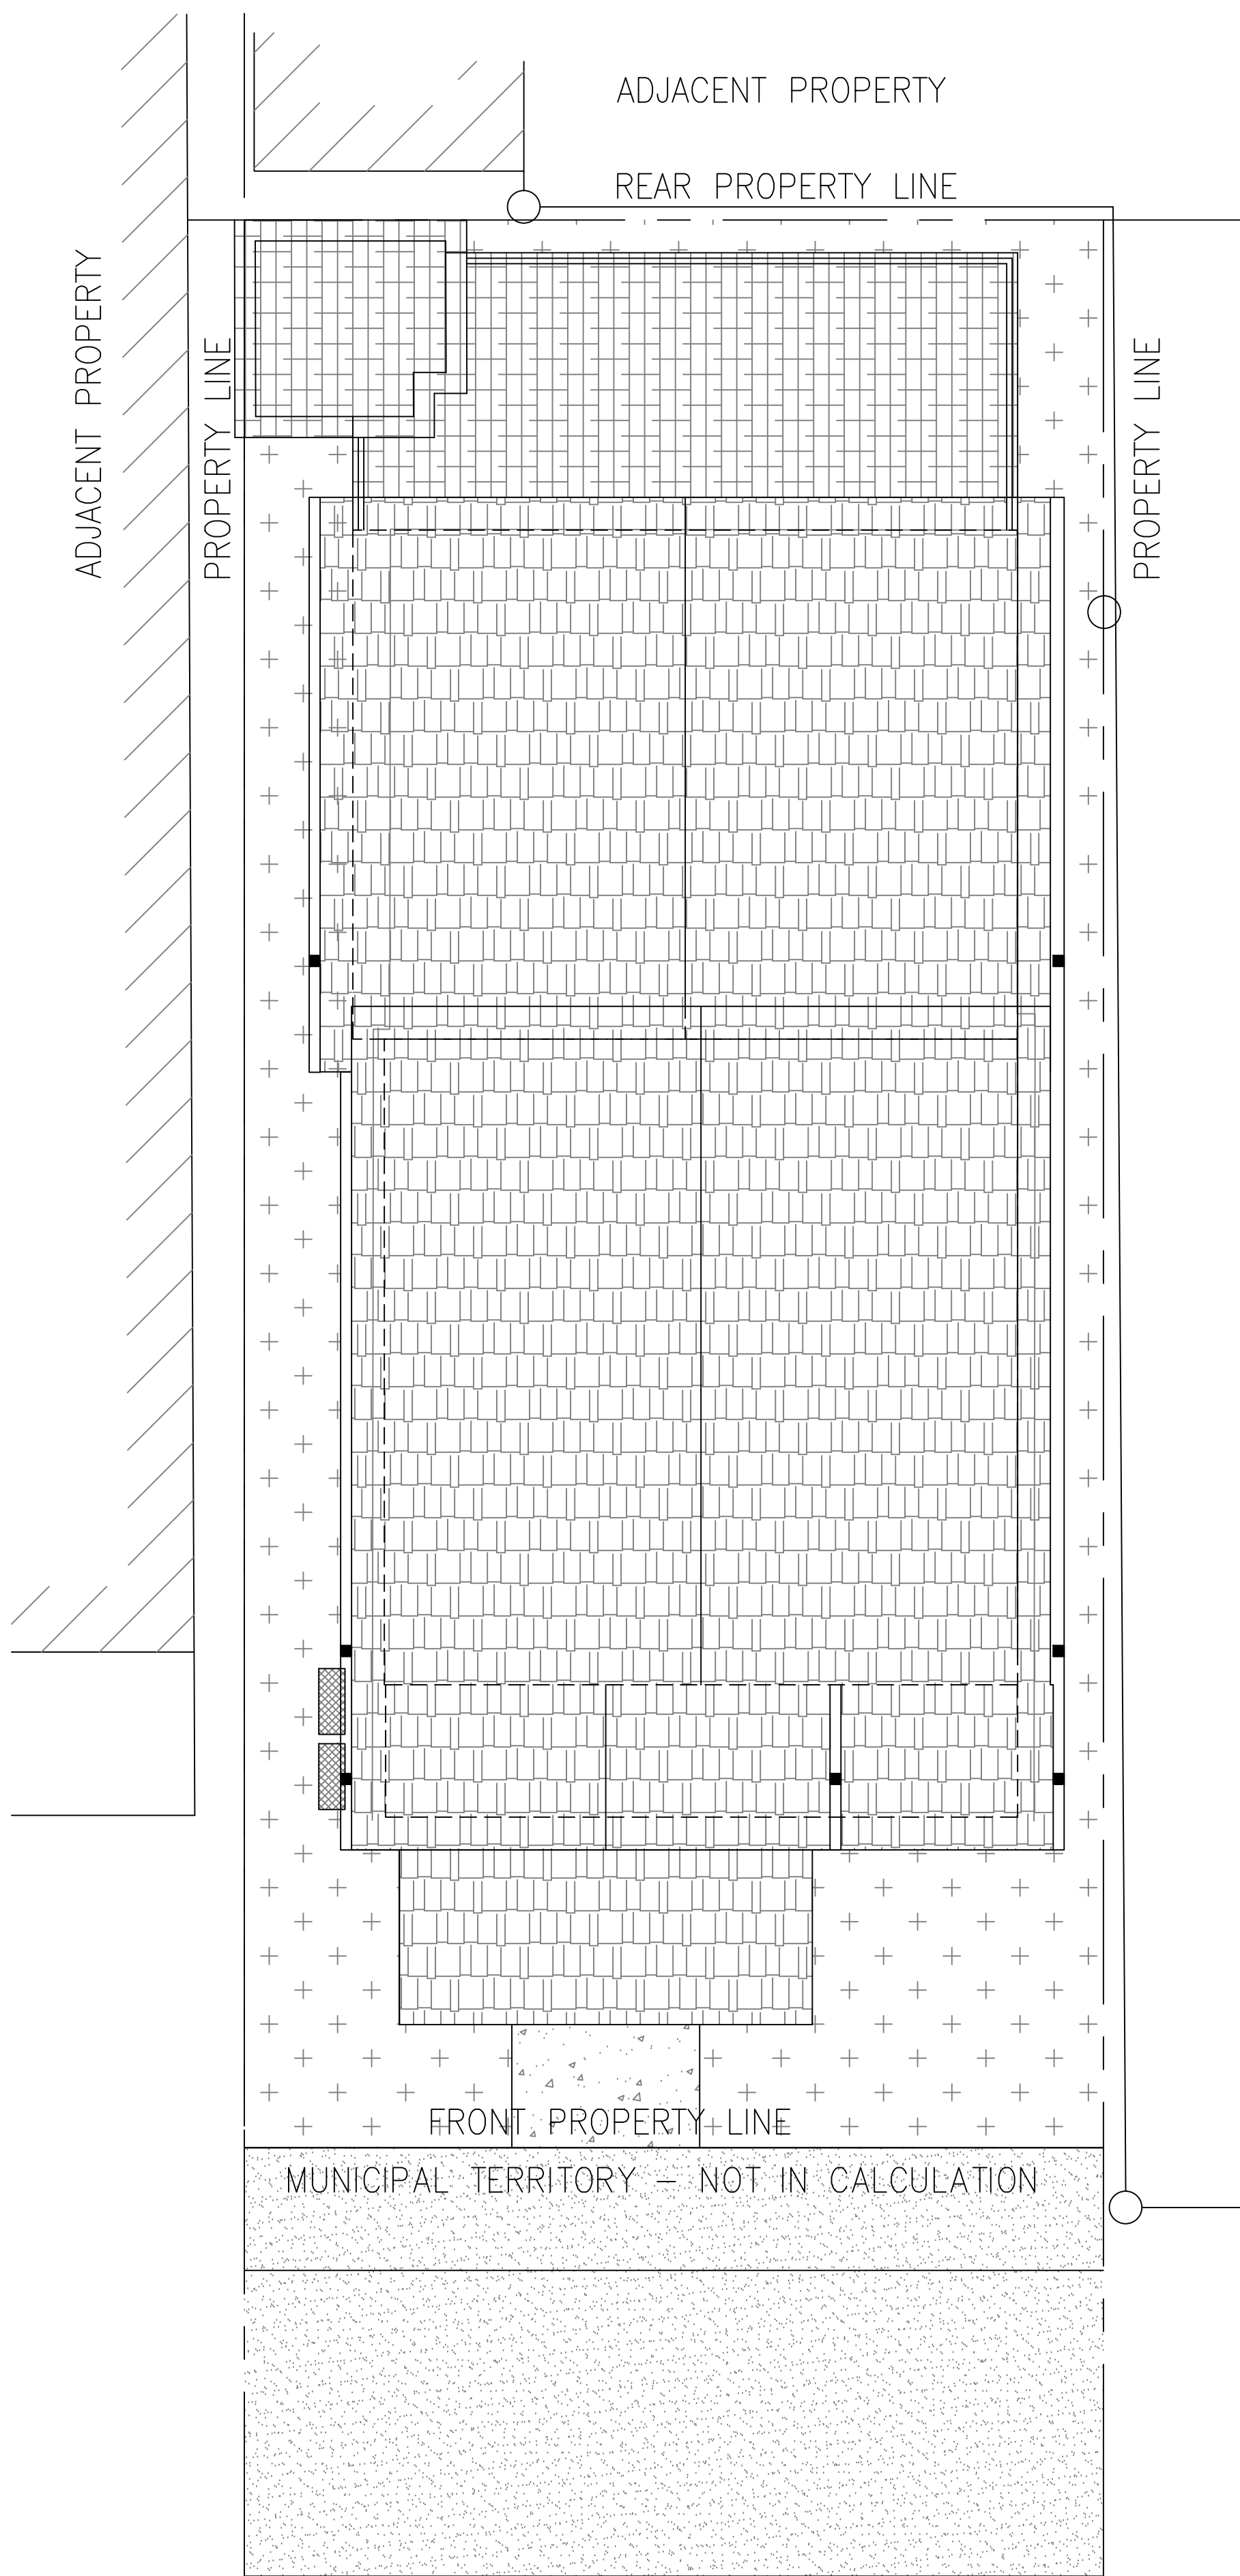 ADJACENT PROPERTY
REAR PROPERTY LINE
ADJACENT PROPERTY
PROPERTY LINE
PROPERTY LINE
FRONT PROPERTY LINE
MUNICIPAL TERRITORY – NOT IN CALCULATION